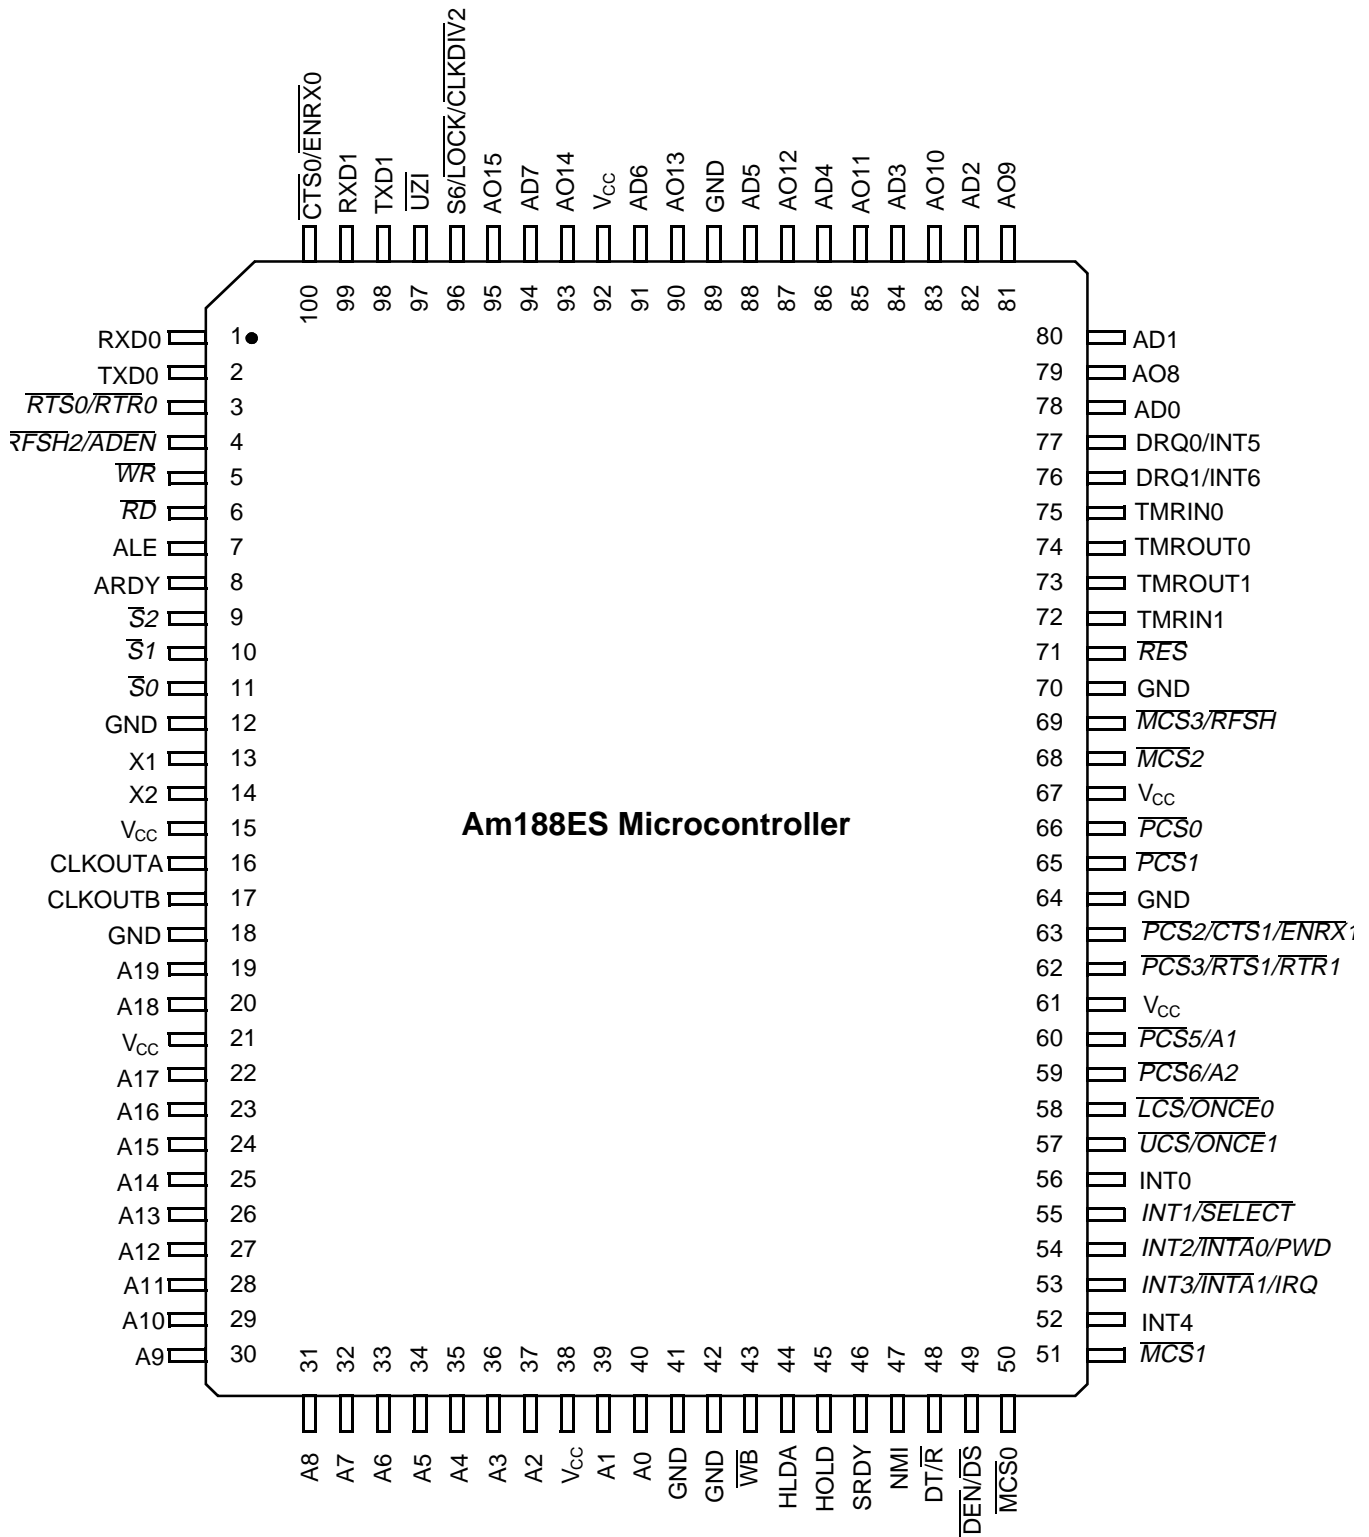 CTS0/ENRX0
RXD1
TXD1
UZI
S6/LOCK/CLKDIV2
AO15
AD7
AO14
VCC
AD6
AO13
GND
AD5
AO12
AD4
AO11
AD3
AO10
AD2
AO9
100 99 98 97 96 95 94 93 92 91 90 89 88 87 86 85 84 83 82 81
RXD0 1
TXD0 2
RTS0/RTR0 3
RFSH2/ADEN 4
WR 5
RD 6
ALE 7
ARDY 8
S2 9
S1 10
S0 11
GND 12
X1 13
X2 14
VCC 15
CLKOUTA 16
CLKOUTB 17
GND 18
A19 19
A18 20
VCC 21
A17 22
A16 23
A15 24
A14 25
A13 26
A12 27
A11 28
A10 29
A9 30
Am188ES Microcontroller
80 AD1
79 AO8
78 AD0
77 DRQ0/INT5
76 DRQ1/INT6
75 TMRIN0
74 TMROUT0
73 TMROUT1
72 TMRIN1
71 RES
70 GND
69 MCS3/RFSH
68 MCS2
67 VCC
66 PCS0
65 PCS1
64 GND
63 PCS2/CTS1/ENRX1
62 PCS3/RTS1/RTR1
61 VCC
60 PCS5/A1
59 PCS6/A2
58 LCS/ONCE0
57 UCS/ONCE1
56 INT0
55 INT1/SELECT
54 INT2/INTA0/PWD
53 INT3/INTA1/IRQ
52 INT4
51 MCS1
31 32 33 34 35 36 37 38 39 40 41 42 43 44 45 46 47 48 49 50
A8
A7
A6
A5
A4
A3
A2
VCC
A1
A0
GND
GND
WB
HLDA
HOLD
SRDY
NMI
DT/R
DEN/DS
MCS0